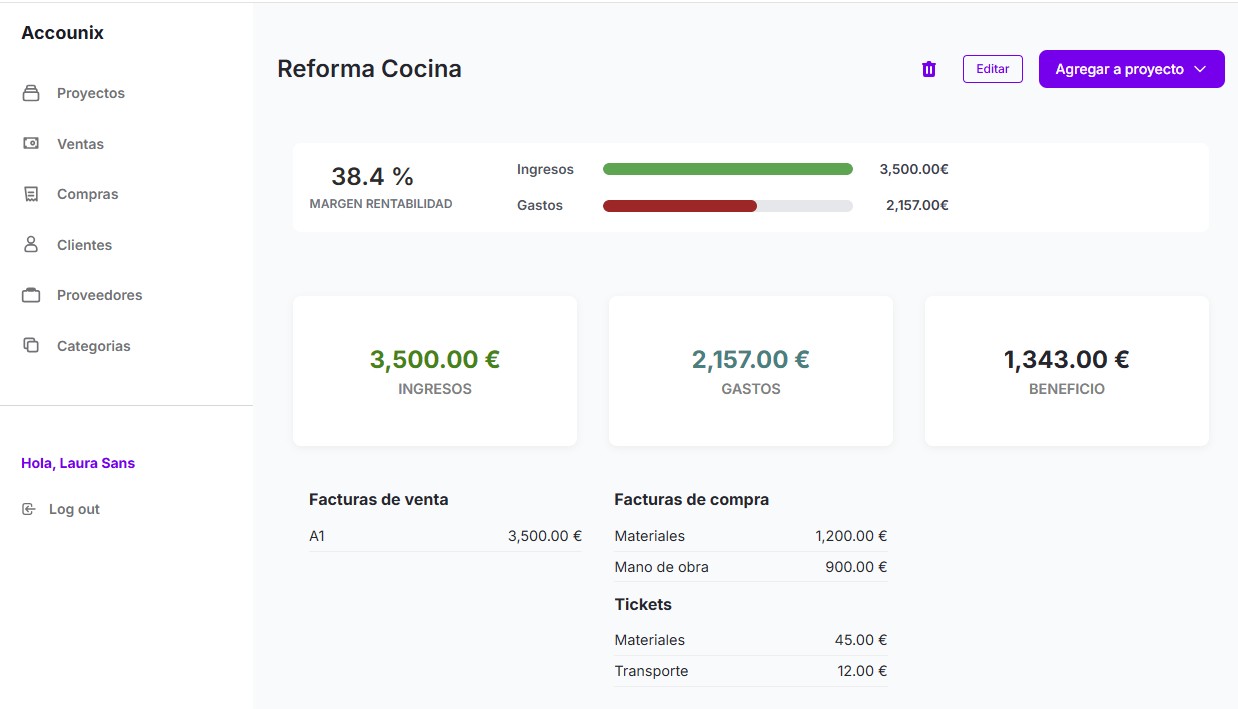 Accounix
Proyectos
Ventas
Compras
Clientes
Proveedores
Categorias
Hola, Laura Sans
Log out
Reforma Cocina
Editar
Agregar a proyecto
38.4 %
MARGEN RENTABILIDAD
Ingresos 3,500.00€
Gastos 2,157.00€
3,500.00 €
INGRESOS
2,157.00 €
GASTOS
1,343.00 €
BENEFICIO
Facturas de venta
A1 3,500.00 €
Facturas de compra
Materiales 1,200.00 €
Mano de obra 900.00 €
Tickets
Materiales 45.00 €
Transporte 12.00 €